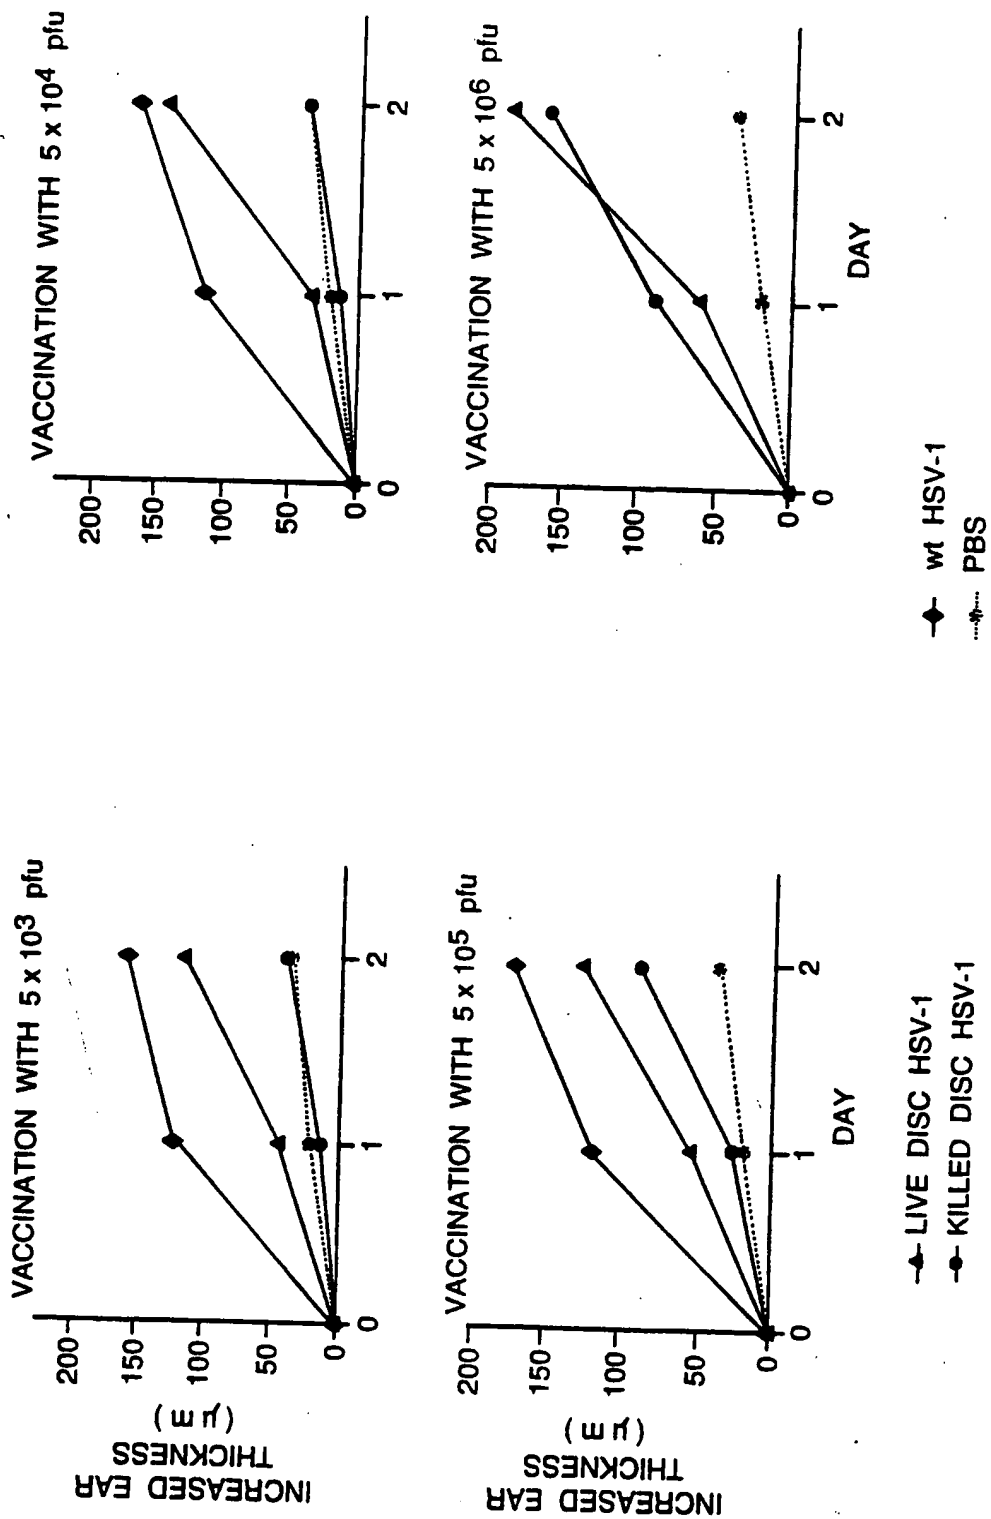 VACCINATION WITH 5 x 10³ pfu
INCREASED EAR
THICKNESS
(μm)
200
150
100
50
0
0 1 2
VACCINATION WITH 5 x 10⁴ pfu
200
150
100
50
0
0 1 2
VACCINATION WITH 5 x 10⁵ pfu
INCREASED EAR
THICKNESS
(μm)
200
150
100
50
0
0 1 2
DAY
VACCINATION WITH 5 x 10⁶ pfu
200
150
100
50
0
0 1 2
DAY
LIVE DISC HSV-1
KILLED DISC HSV-1
wt HSV-1
PBS